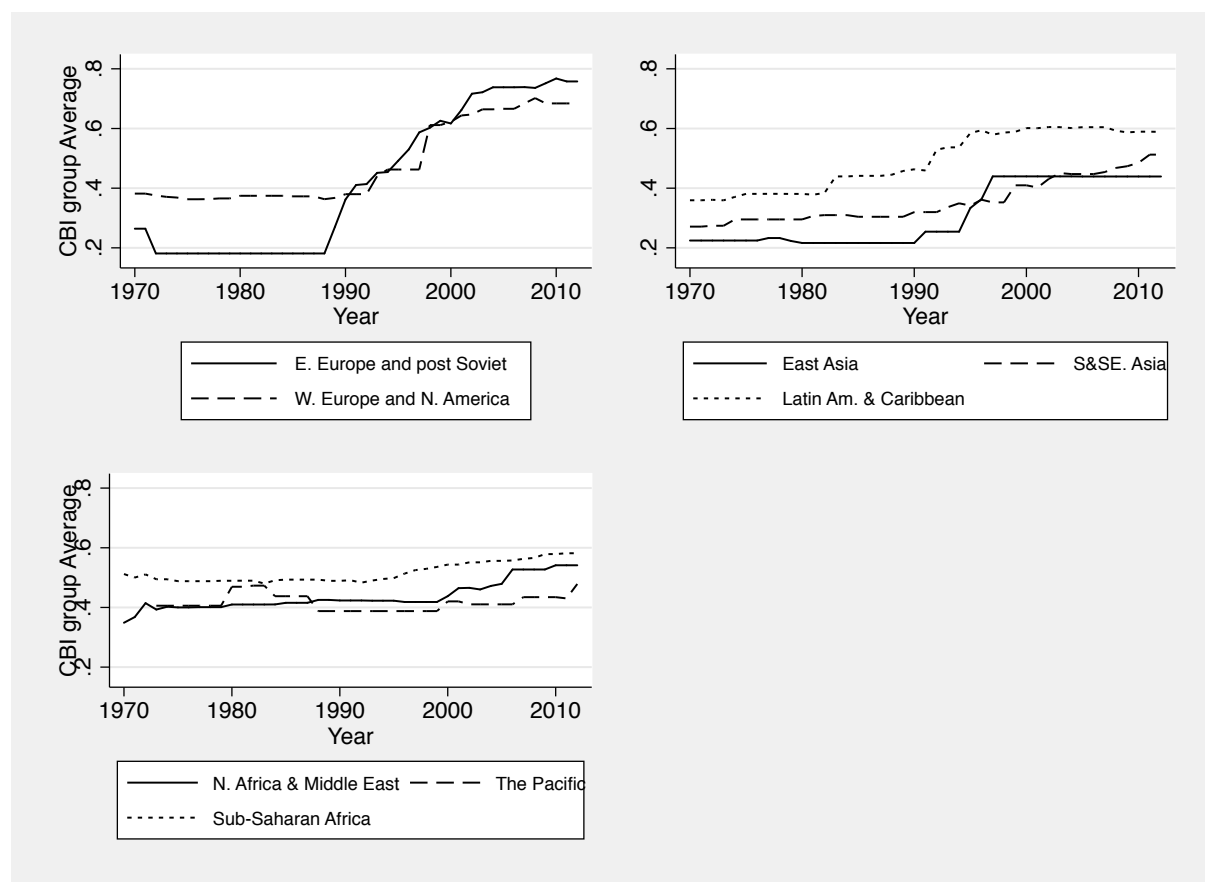 CBI group Average
.8
.6
.4
.2
1970 1980 1990 2000 2010
Year
E. Europe and post Soviet
W. Europe and N. America
.8
.6
.4
.2
1970 1980 1990 2000 2010
Year
East Asia S&SE. Asia
Latin Am. & Caribbean
CBI group Average
.8
.6
.4
.2
1970 1980 1990 2000 2010
Year
N. Africa & Middle East The Pacific
Sub-Saharan Africa